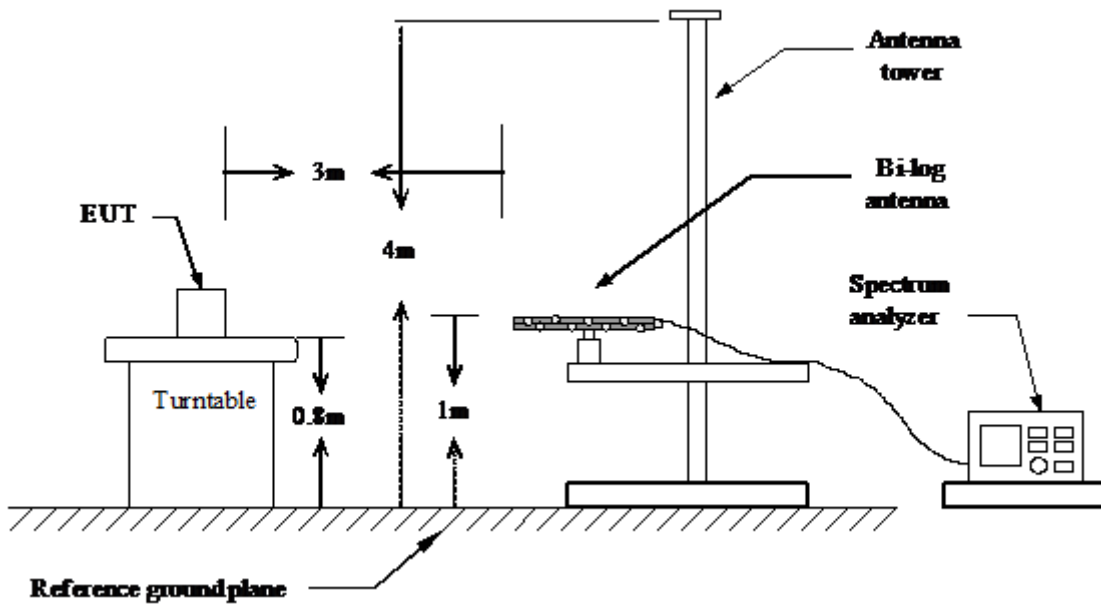 Antenna
tower
3m
Bi-log
antenna
EUT
4m
Spectrum
analyzer
Turntable
0.8m
1m
Reference ground plane